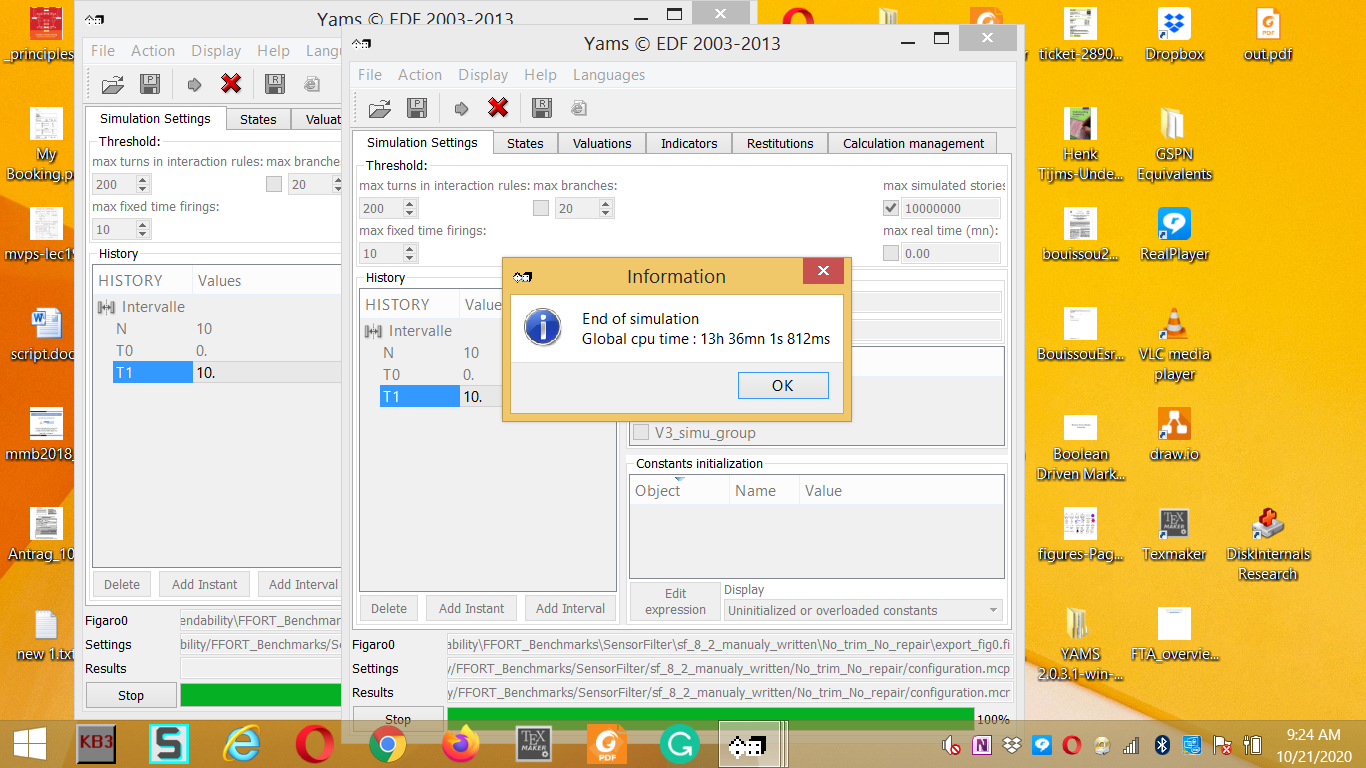 _principles
My
Booking.p
mvps-lec19
script.doc
mmb2018_
Antrag_10
new 1.txt
Yams © EDF 2003-2013
File Action Display Help Langu
Simulation Settings States Valuat
Threshold:
max turns in interaction rules: max branches
200 20
max fixed time firings:
10
History
HISTORY Values
Intervalle
N 10
T0 0.
T1 10.
Delete Add Instant Add Interval
Figaro0 endability\FFORT_Benchmar
Settings bility/FFORT_Benchmarks/Se
Results
Stop
Yams © EDF 2003-2013
File Action Display Help Languages
Simulation Settings States Valuations Indicators Restitutions Calculation management
Threshold:
max turns in interaction rules: max branches: max simulated stories
200 20 10000000
max fixed time firings: max real time (mn):
10 0.00
History
HISTORY Value
Intervalle
N 10
T0 0.
T1 10.
Information
End of simulation
Global cpu time : 13h 36mn 1s 812ms
OK
V3_simu_group
Constants initialization
Object Name Value
Edit
expression
Display
Uninitialized or overloaded constants
Delete Add Instant Add Interval
Figaro0 ability\FFORT_Benchmarks\SensorFilter\sf_8_2_manualy_written\No_trim_No_repair\export_fig0.fi
Settings y/FFORT_Benchmarks/SensorFilter/sf_8_2_manualy_written/No_trim_No_repair/configuration.mcp
Results y/FFORT_Benchmarks/SensorFilter/sf_8_2_manualy_written/No_trim_No_repair/configuration.mcr
Stop 100%
ticket-2890...
Dropbox
out.pdf
Henk
Tijms-Unde...
GSPN
Equivalents
bouissou2...
RealPlayer
BouissouEsr...
VLC media
player
Boolean
Driven Mark...
draw.io
figures-Pag...
Texmaker
DiskInternals
Research
YAMS
2.0.3.1-win-...
FTA_overvie...
KB3
TEX
MAKER
PDF
9:24 AM
10/21/2020